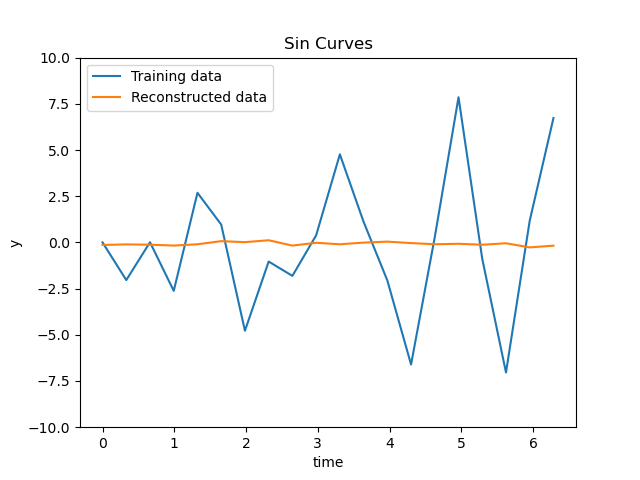 Sin Curves
Training data
Reconstructed data
10.0
7.5
5.0
2.5
0.0
−2.5
−5.0
−7.5
−10.0
y
0 1 2 3 4 5 6
time